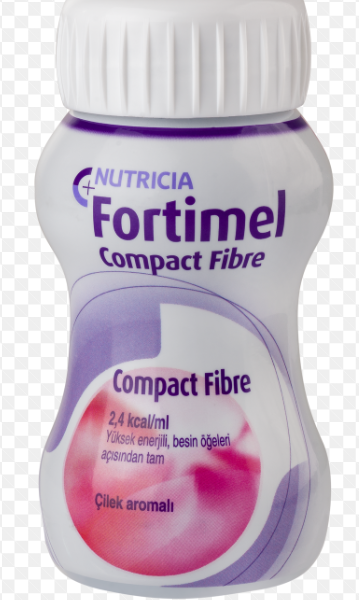 NUTRICIA
Fortimel
Compact Fibre
Compact Fibre
2,4 kcal/ml
Yüksek enerjili, besin öğeleri
açısından tam
Çilek aromalı